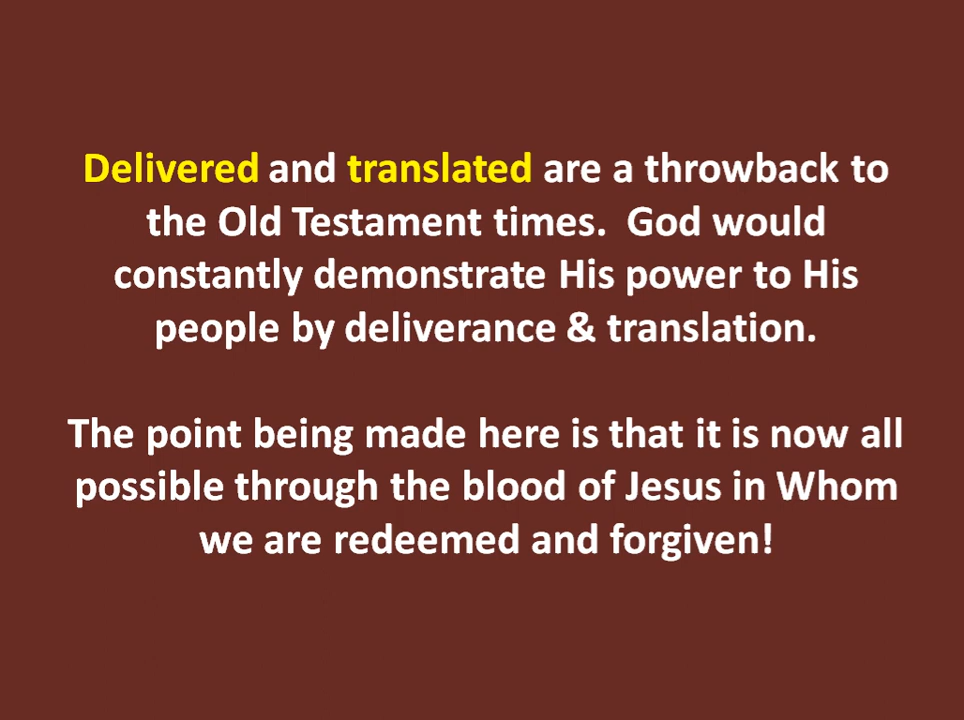 Delivered and translated are a throwback to
the Old Testament times.  God would
constantly demonstrate His power to His
people by deliverance & translation.
The point being made here is that it is now all
possible through the blood of Jesus in Whom
we are redeemed and forgiven!